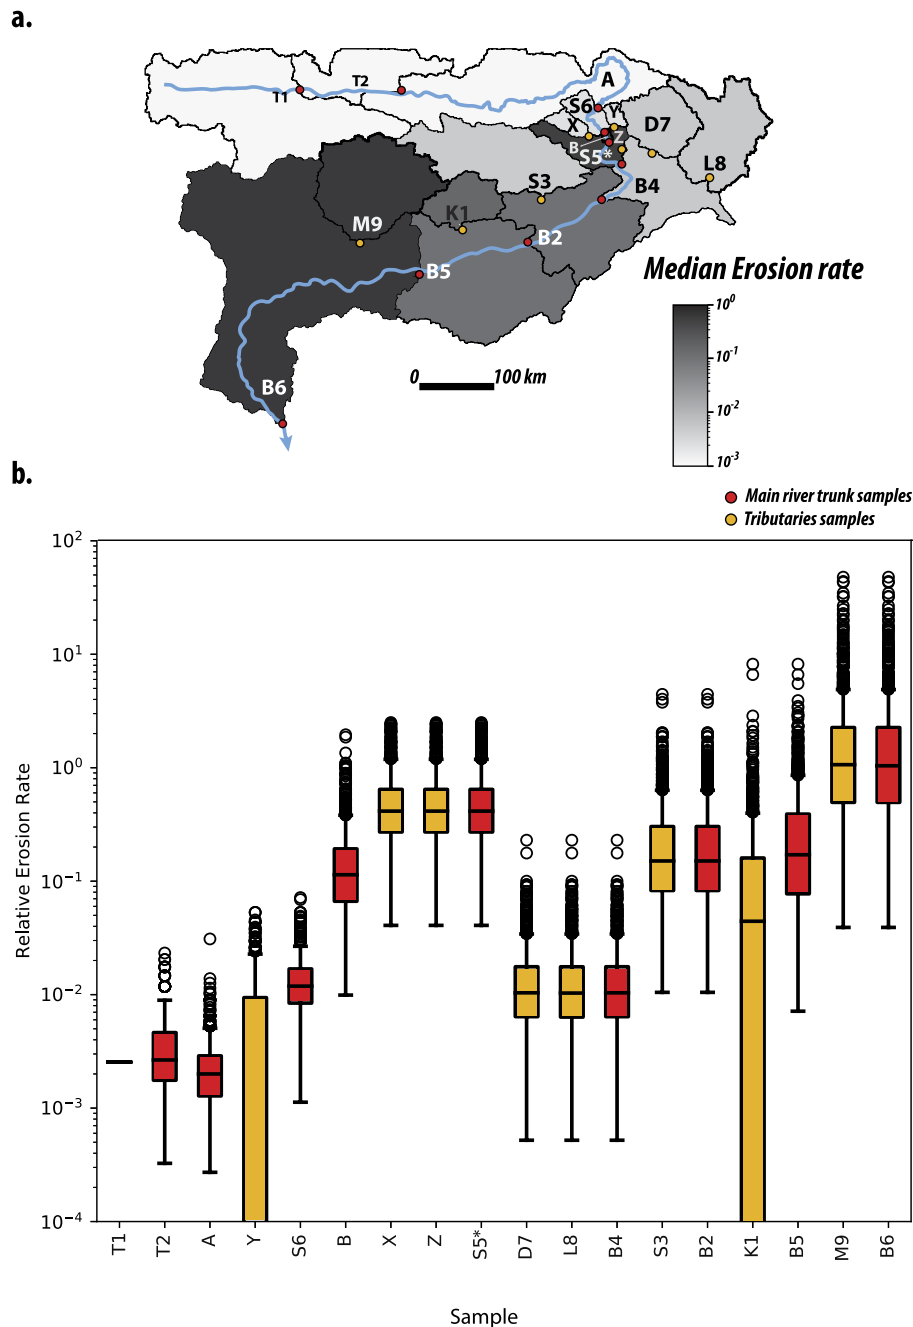 a.
A
T2
T1
S6
Y
X
D7
B
Z
S5*
L8
S3
B4
K1
M9
B2
B5
Median Erosion rate
10^0
10^-1
10^-2
10^-3
0 100 km
B6
b.
Main river trunk samples
Tributaries samples
10^2
10^1
10^0
10^-1
10^-2
10^-3
10^-4
Relative Erosion Rate
T1 T2 A Y S6 B X Z S5* D7 L8 B4 S3 B2 K1 B5 M9 B6
Sample